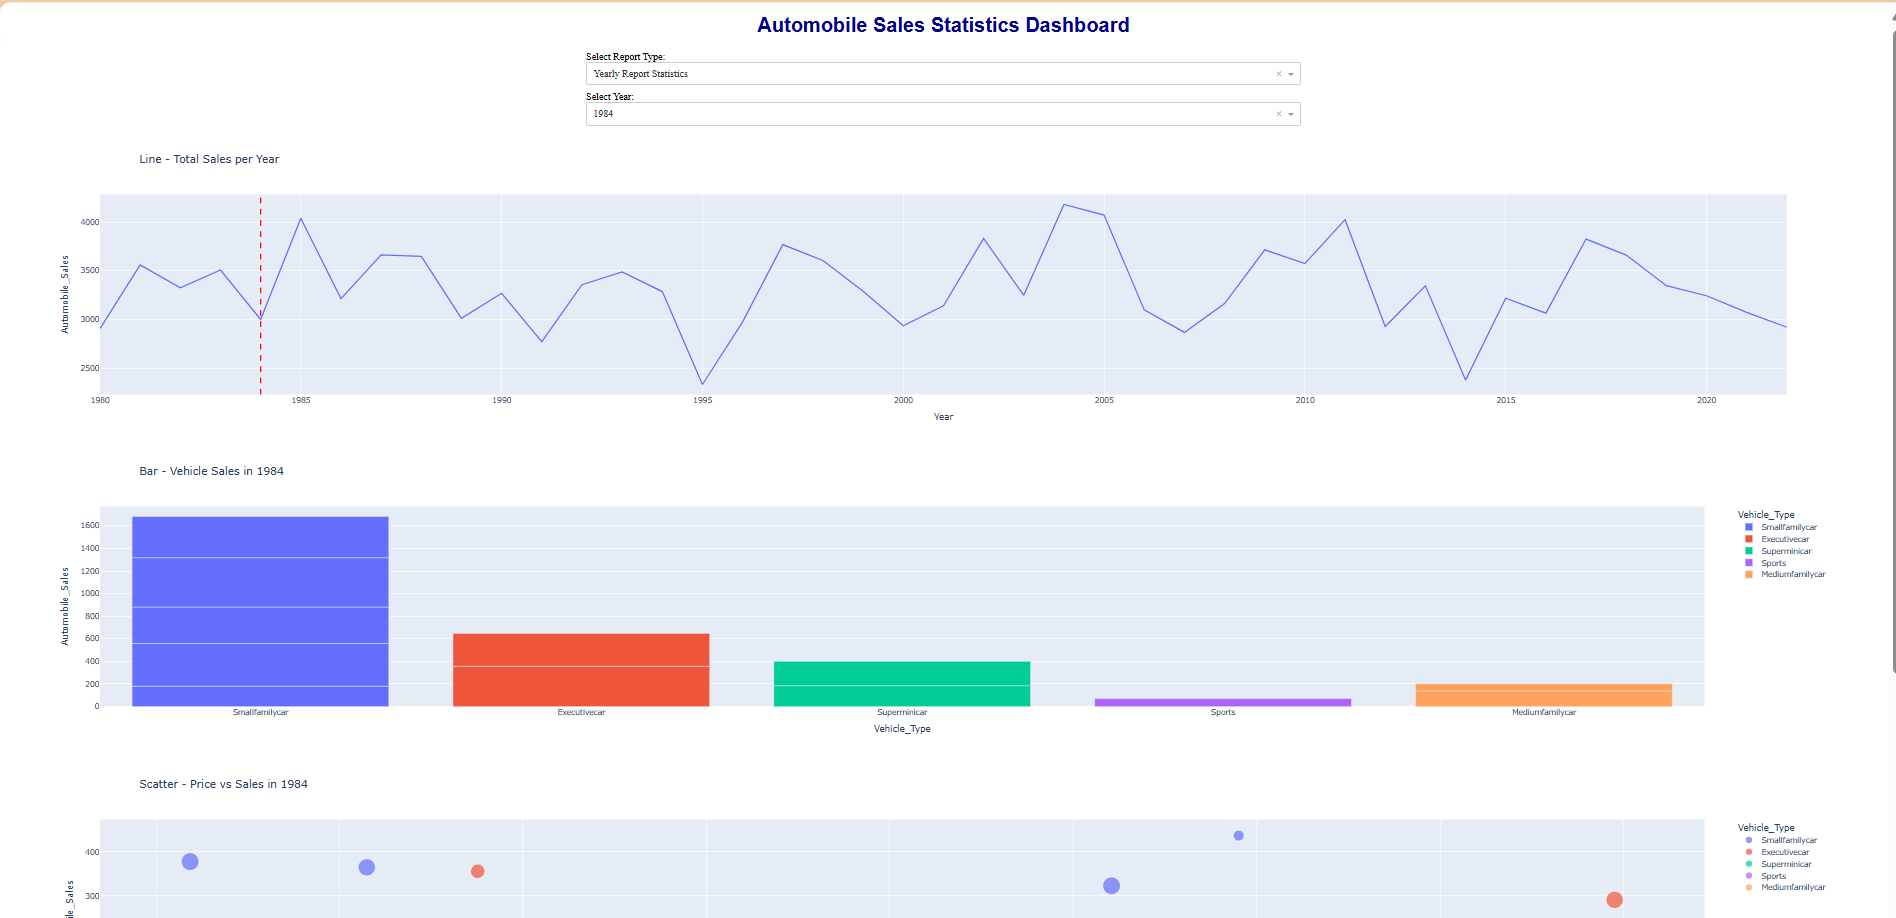 Automobile Sales Statistics Dashboard
Select Report Type:
Yearly Report Statistics
Select Year:
1984
Line - Total Sales per Year
Automobile_Sales
4000
3500
3000
2500
1980 1985 1990 1995 2000 2005 2010 2015 2020
Year
Bar - Vehicle Sales in 1984
Automobile_Sales
1600
1400
1200
1000
800
600
400
200
0
Smallfamilycar Executivecar Superminicar Sports Mediumfamilycar
Vehicle_Type
Vehicle_Type
Smallfamilycar
Executivecar
Superminicar
Sports
Mediumfamilycar
Scatter - Price vs Sales in 1984
400
300
Vehicle_Type
Smallfamilycar
Executivecar
Superminicar
Sports
Mediumfamilycar